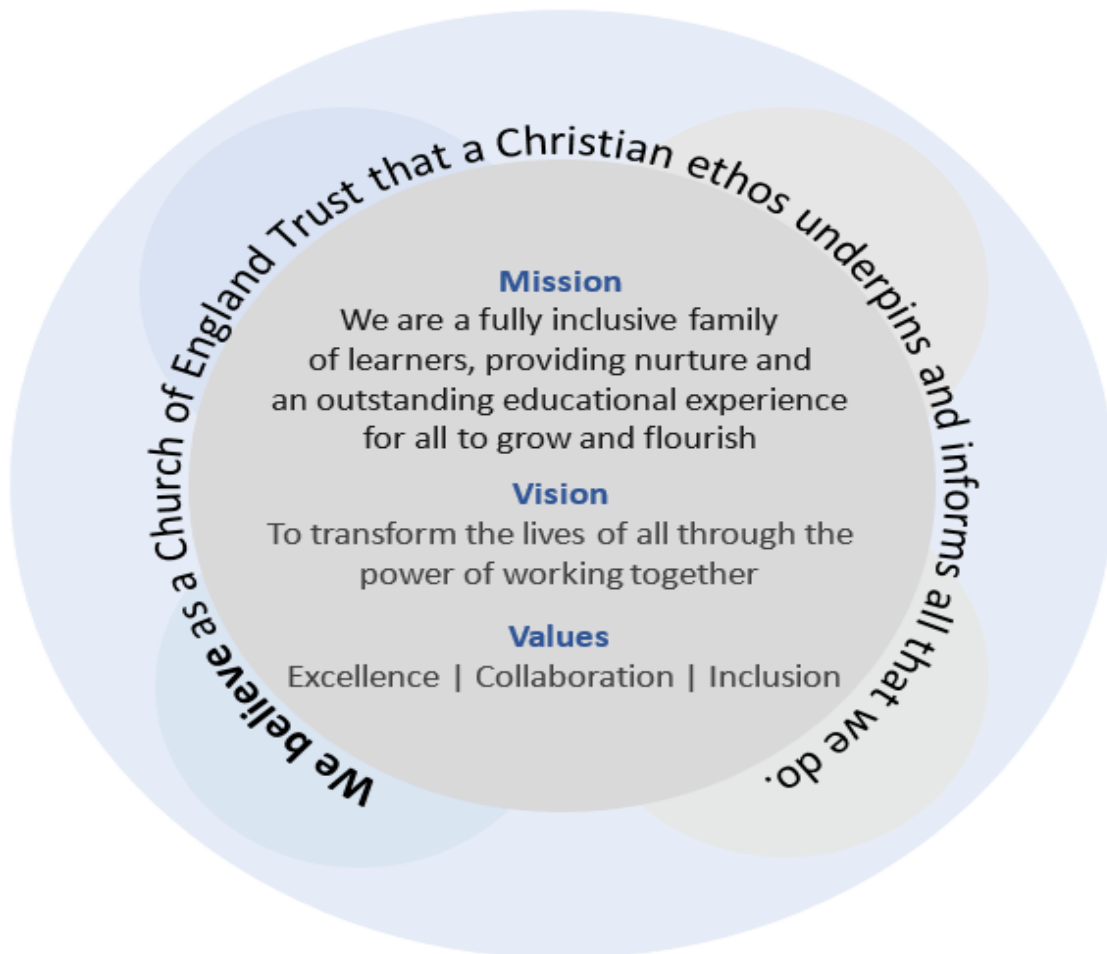 We believe as a Church of England Trust that a Christian ethos underpins and informs all that we do.
Mission
We are a fully inclusive family
of learners, providing nurture and
an outstanding educational experience
for all to grow and flourish
Vision
To transform the lives of all through the
power of working together
Values
Excellence | Collaboration | Inclusion